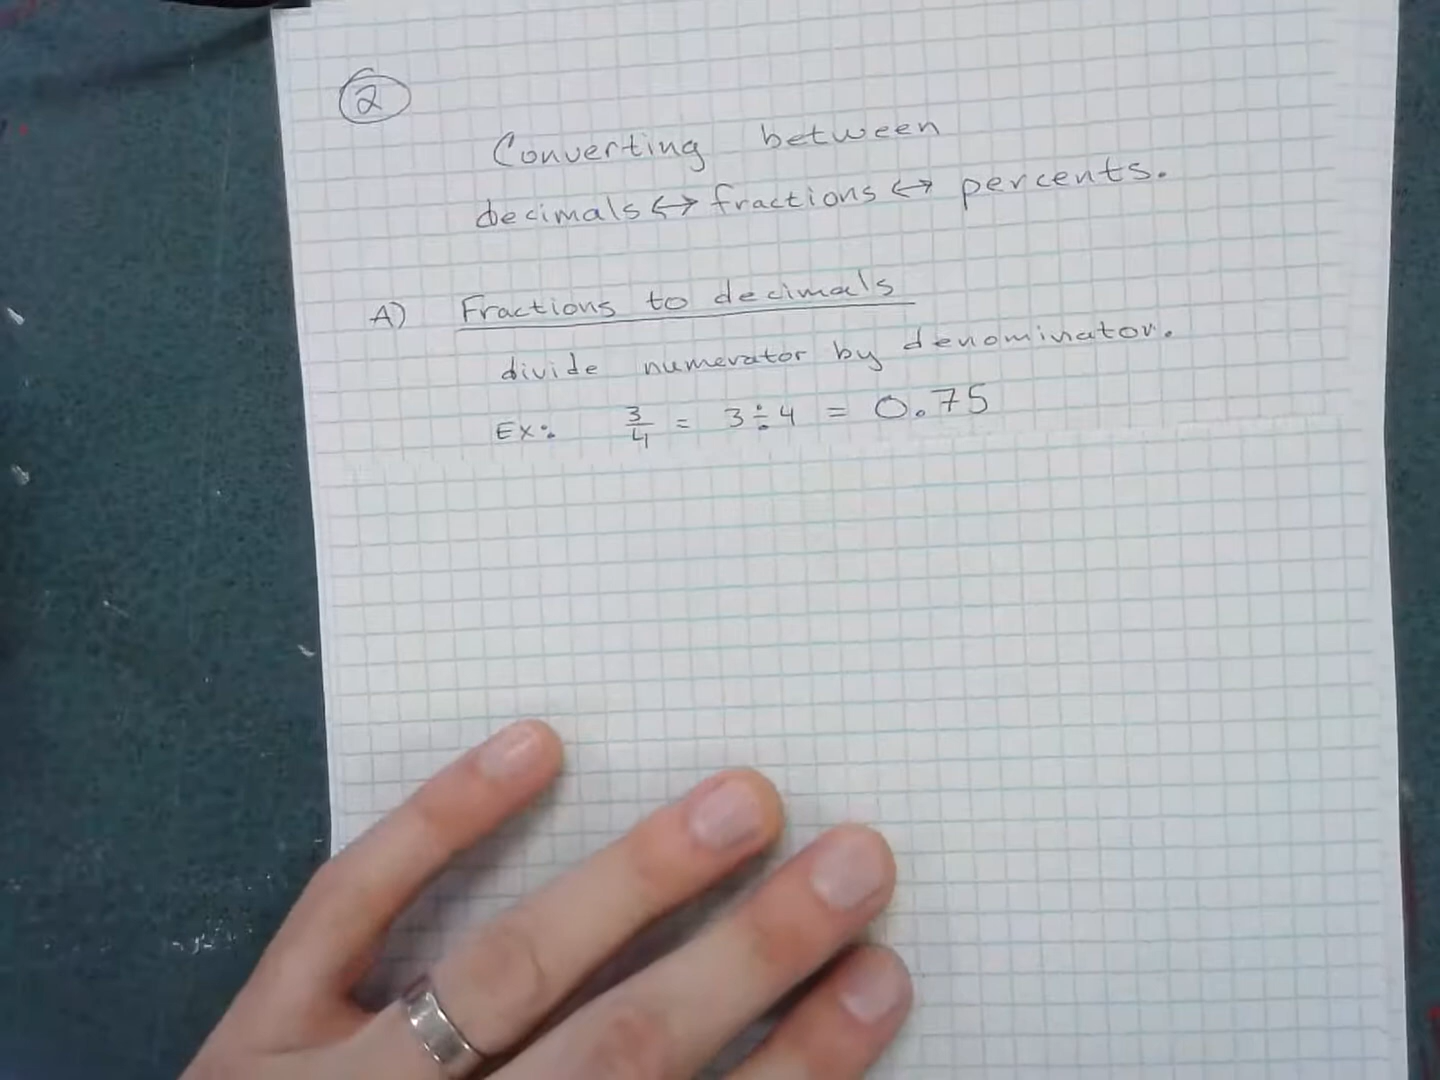 2
Converting between
decimals ↔ fractions ↔ percents.
A) Fractions to decimals
divide numerator by denominator.
Ex: 3/4 = 3 ÷ 4 = 0.75